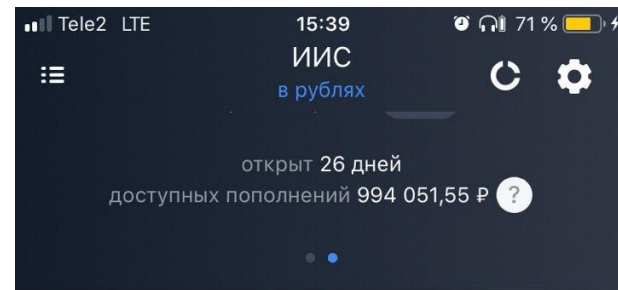 Tele2 LTE 15:39 71 %
ИИС
в рублях
открыт 26 дней
доступных пополнений 994 051,55 ₽ ?